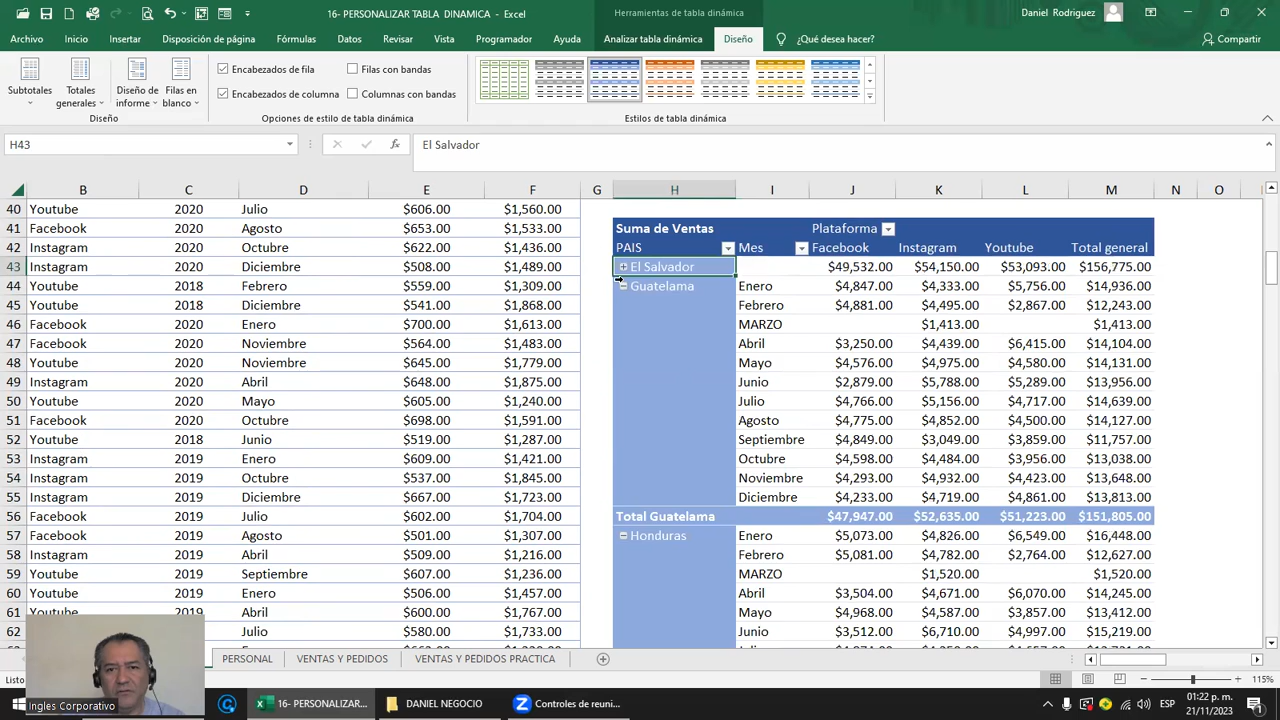 16- PERSONALIZAR TABLA DINAMICA - Excel
Herramientas de tabla dinámica
Daniel Rodriguez
Archivo Inicio Insertar Disposición de página Fórmulas Datos Revisar Vista Programador Ayuda Analizar tabla dinámica Diseño ¿Qué desea hacer? Compartir
Subtotales
Totales generales
Diseño de informe
Filas en blanco
Encabezados de fila Filas con bandas
Encabezados de columna Columnas con bandas
Diseño Opciones de estilo de tabla dinámica Estilos de tabla dinámica
H43 fx El Salvador
B C D E F G H I J K L M N O
40 Youtube 2020 Julio $606.00 $1,560.00
41 Facebook 2020 Agosto $653.00 $1,533.00 Suma de Ventas Plataforma
42 Instagram 2020 Octubre $622.00 $1,436.00 PAIS Mes Facebook Instagram Youtube Total general
43 Instagram 2020 Diciembre $508.00 $1,489.00 El Salvador $49,532.00 $54,150.00 $53,093.00 $156,775.00
44 Youtube 2018 Febrero $559.00 $1,309.00 Guatelama Enero $4,847.00 $4,333.00 $5,756.00 $14,936.00
45 Youtube 2018 Diciembre $541.00 $1,868.00 Febrero $4,881.00 $4,495.00 $2,867.00 $12,243.00
46 Facebook 2020 Enero $700.00 $1,613.00 MARZO $1,413.00 $1,413.00
47 Facebook 2020 Noviembre $564.00 $1,483.00 Abril $3,250.00 $4,439.00 $6,415.00 $14,104.00
48 Youtube 2020 Noviembre $645.00 $1,779.00 Mayo $4,576.00 $4,975.00 $4,580.00 $14,131.00
49 Instagram 2020 Abril $648.00 $1,875.00 Junio $2,879.00 $5,788.00 $5,289.00 $13,956.00
50 Youtube 2020 Mayo $605.00 $1,240.00 Julio $4,766.00 $5,156.00 $4,717.00 $14,639.00
51 Facebook 2020 Octubre $698.00 $1,591.00 Agosto $4,775.00 $4,852.00 $4,500.00 $14,127.00
52 Youtube 2018 Junio $519.00 $1,287.00 Septiembre $4,849.00 $3,049.00 $3,859.00 $11,757.00
53 Instagram 2019 Enero $609.00 $1,421.00 Octubre $4,598.00 $4,484.00 $3,956.00 $13,038.00
54 Instagram 2019 Octubre $537.00 $1,845.00 Noviembre $4,293.00 $4,932.00 $4,423.00 $13,648.00
55 Instagram 2019 Diciembre $667.00 $1,723.00 Diciembre $4,233.00 $4,719.00 $4,861.00 $13,813.00
56 Facebook 2019 Julio $602.00 $1,704.00 Total Guatelama $47,947.00 $52,635.00 $51,223.00 $151,805.00
57 Facebook 2019 Agosto $501.00 $1,307.00 Honduras Enero $5,073.00 $4,826.00 $6,549.00 $16,448.00
58 Instagram 2019 Abril $509.00 $1,216.00 Febrero $5,081.00 $4,782.00 $2,764.00 $12,627.00
59 Youtube 2019 Septiembre $607.00 $1,236.00 MARZO $1,520.00 $1,520.00
60 Youtube 2019 Enero $506.00 $1,457.00 Abril $3,504.00 $4,671.00 $6,070.00 $14,245.00
61 Youtube 2019 Abril $600.00 $1,767.00 Mayo $4,968.00 $4,587.00 $3,857.00 $13,412.00
62 Julio $580.00 $1,733.00 Junio $3,512.00 $6,710.00 $4,997.00 $15,219.00
PERSONAL VENTAS Y PEDIDOS VENTAS Y PEDIDOS PRACTICA
Listo 115%
Ingles Corporativo
16- PERSONALIZAR... DANIEL NEGOCIO Controles de reuni...
ESP 01:22 p. m.
21/11/2023